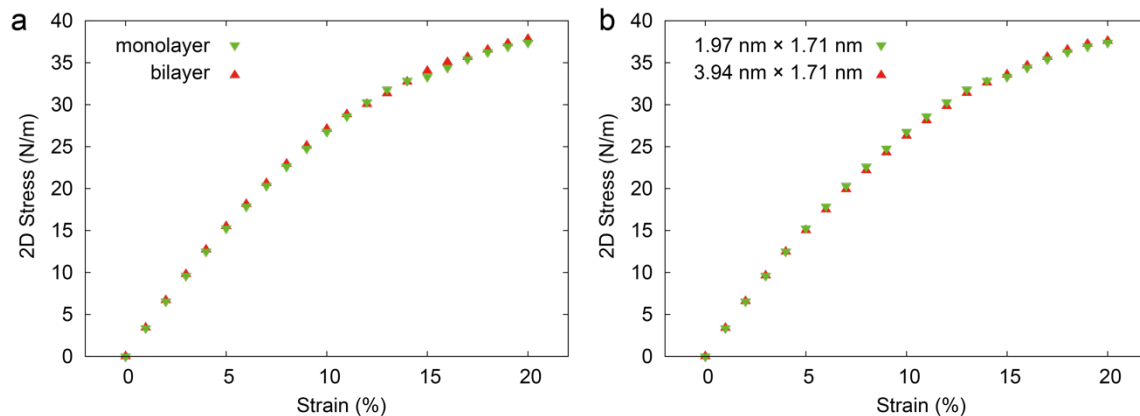 a
40
35
30
25
20
15
10
5
0
2D Stress (N/m)
monolayer
bilayer
0 5 10 15 20
Strain (%)
b
40
35
30
25
20
15
10
5
0
2D Stress (N/m)
1.97 nm × 1.71 nm
3.94 nm × 1.71 nm
0 5 10 15 20
Strain (%)